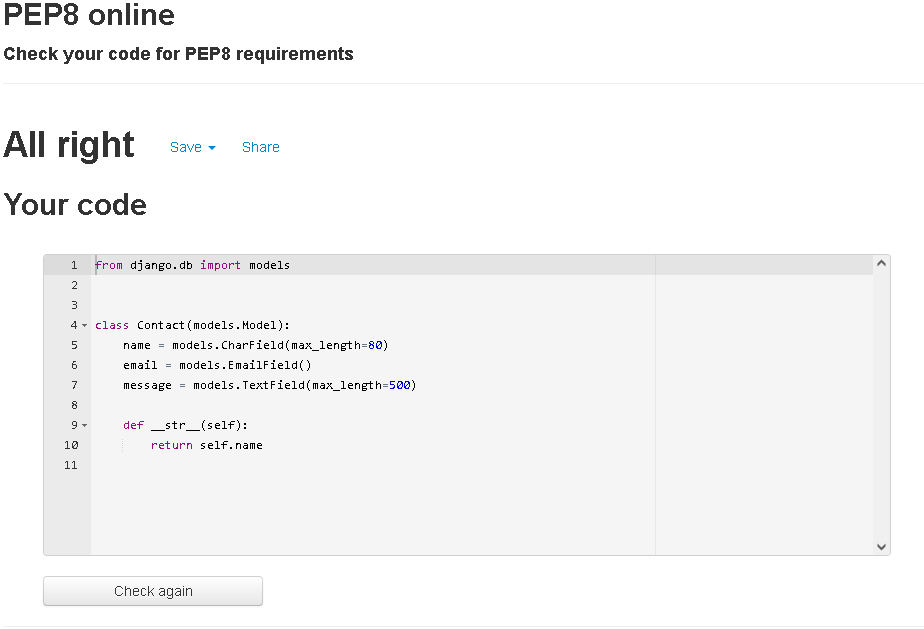 PEP8 online
Check your code for PEP8 requirements
All right Save Share
Your code
1 from django.db import models
2
3
4 class Contact(models.Model):
5     name = models.CharField(max_length=80)
6     email = models.EmailField()
7     message = models.TextField(max_length=500)
8
9     def __str__(self):
10         return self.name
11
Check again